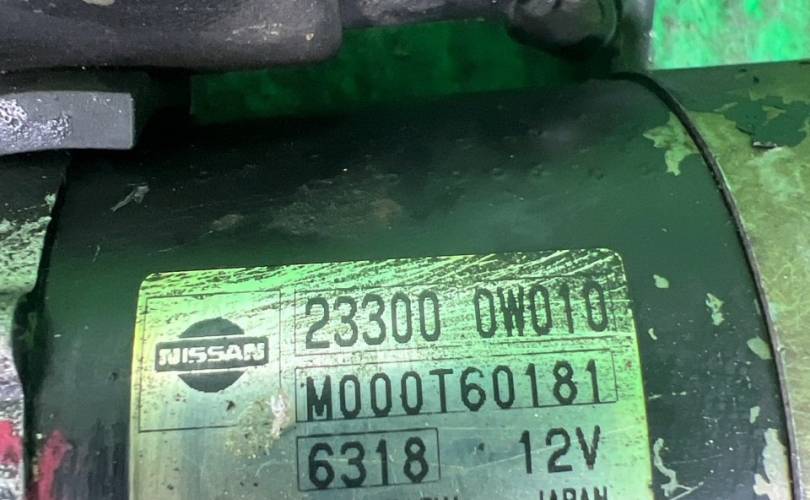 23300 0W010
NISSAN
M000T60181
6318 12V
JAPAN